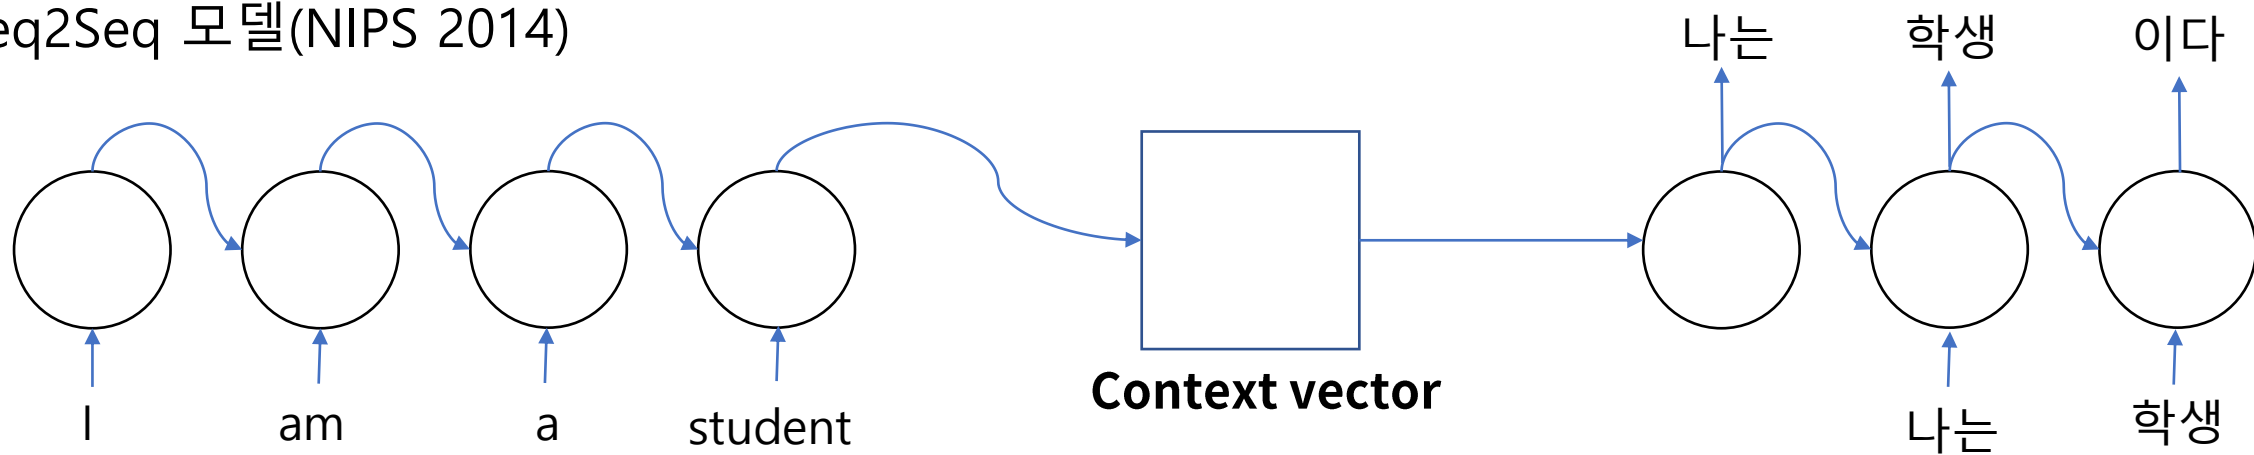 eq2Seq 모델(NIPS 2014)
나는 학생 이다
Context vector
I am a student
나는 학생